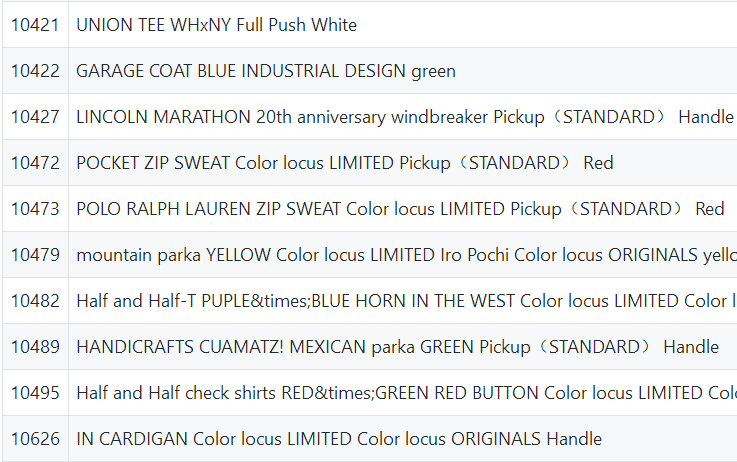 10421 UNION TEE WHxNY Full Push White
10422 GARAGE COAT BLUE INDUSTRIAL DESIGN green
10427 LINCOLN MARATHON 20th anniversary windbreaker Pickup（STANDARD） Handle
10472 POCKET ZIP SWEAT Color locus LIMITED Pickup（STANDARD） Red
10473 POLO RALPH LAUREN ZIP SWEAT Color locus LIMITED Pickup（STANDARD） Red
10479 mountain parka YELLOW Color locus LIMITED Iro Pochi Color locus ORIGINALS yello
10482 Half and Half-T PUPLE&times;BLUE HORN IN THE WEST Color locus LIMITED Color l
10489 HANDICRAFTS CUAMATZ! MEXICAN parka GREEN Pickup（STANDARD） Handle
10495 Half and Half check shirts RED&times;GREEN RED BUTTON Color locus LIMITED Col
10626 IN CARDIGAN Color locus LIMITED Color locus ORIGINALS Handle